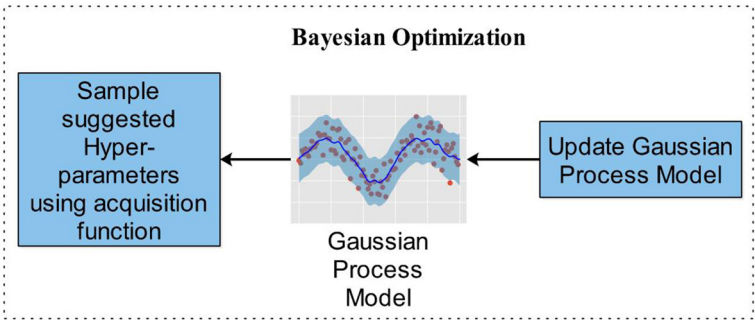 Bayesian Optimization
Sample
suggested
Hyper-
parameters
using acquisition
function
Gaussian
Process
Model
Update Gaussian
Process Model